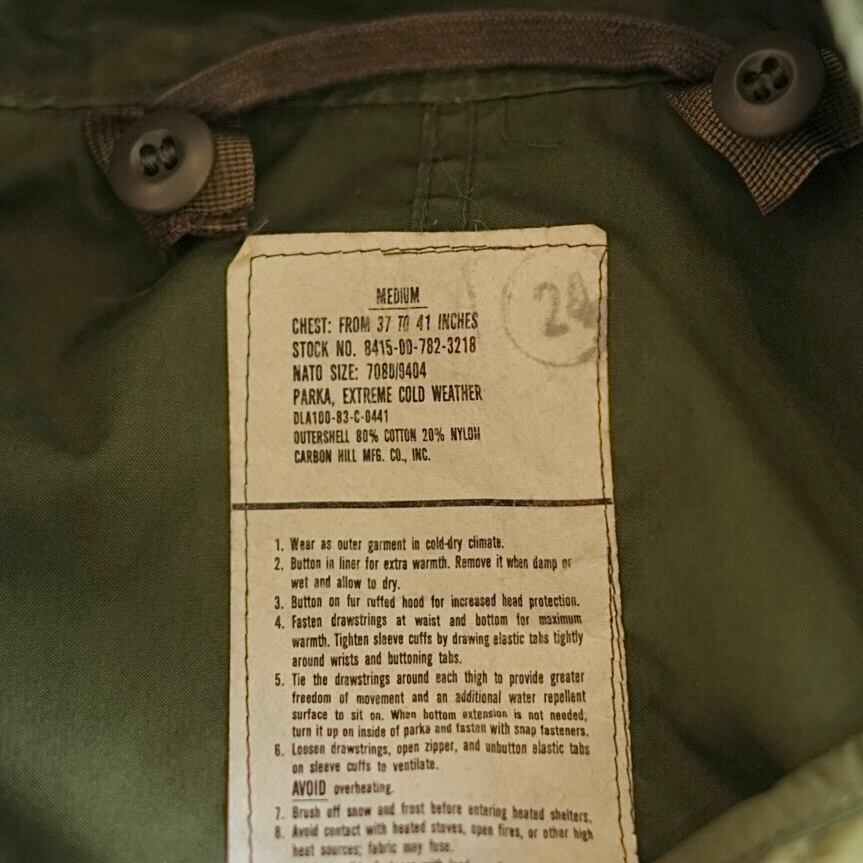 MEDIUM
24
CHEST: FROM 37 TO 41 INCHES
STOCK NO. 8415-00-782-3218
NATO SIZE: 7080/9404
PARKA, EXTREME COLD WEATHER
DLA100-83-C-0441
OUTERSHELL 80% COTTON 20% NYLON
CARBON HILL MFG. CO., INC.
1. Wear as outer garment in cold-dry climate.
2. Button in liner for extra warmth. Remove it when damp or
wet and allow to dry.
3. Button on fur ruffed hood for increased head protection.
4. Fasten drawstrings at waist and bottom for maximum
warmth. Tighten sleeve cuffs by drawing elastic tabs tightly
around wrists and buttoning tabs.
5. Tie the drawstrings around each thigh to provide greater
freedom of movement and an additional water repellent
surface to sit on. When bottom extension is not needed,
turn it up on inside of parka and fasten with snap fasteners.
6. Loosen drawstrings, open zipper, and unbutton elastic tabs
on sleeve cuffs to ventilate.
AVOID overheating.
7. Brush off snow and frost before entering heated shelters.
8. Avoid contact with heated stoves, open fires, or other high
heat sources; fabric may fuse.